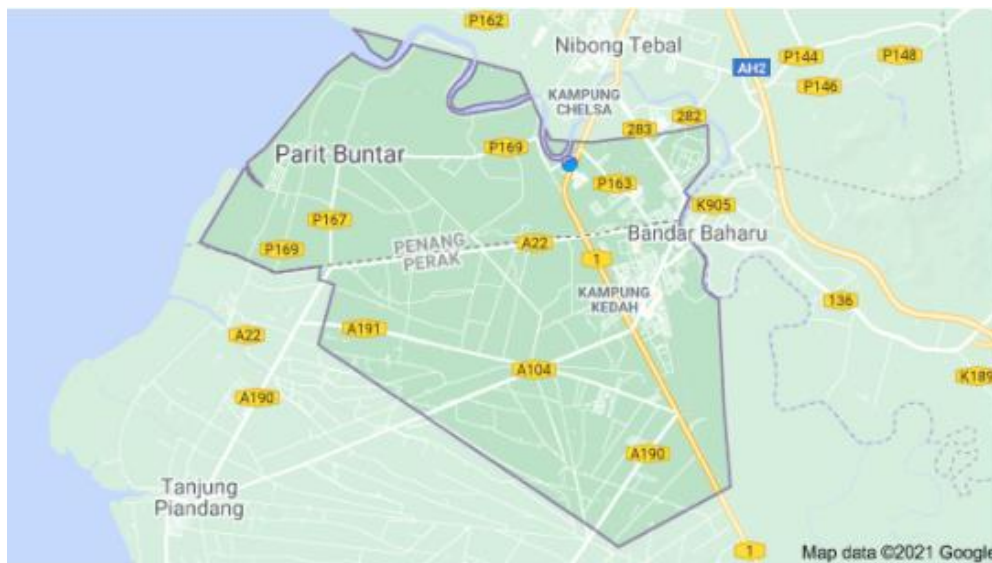 P162
Nibong Tebal
P144
P148
AH2
P146
KAMPUNG
CHELSA
283
282
Parit Buntar
P169
P163
P167
K905
P169
PENANG
PERAK
A22
Bandar Baharu
1
KAMPUNG
KEDAH
136
A22
A191
A104
K189
A190
A190
Tanjung
Piandang
1
Map data ©2021 Google